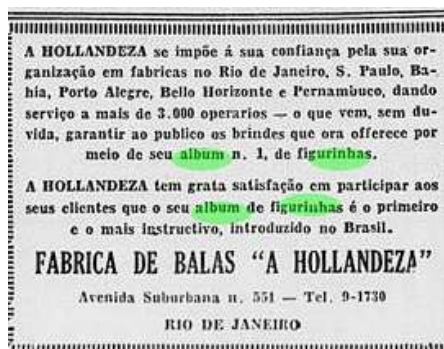 A HOLLANDEZA se impõe á sua confiança pela sua or-
ganização em fabricas no Rio de Janeiro, S. Paulo, Ba-
hia, Porto Alegre, Bello Horizonte e Pernambuco, dando
serviço a mais de 3.000 operarios — o que vem, sem du-
vida, garantir ao publico os brindes que ora offerece por
meio de seu album n. 1, de figurinhas.
A HOLLANDEZA tem grata satisfação em participar aos
seus clientes que o seu album de figurinhas é o primeiro
e o mais instructivo, introduzido no Brasil.
FABRICA DE BALAS "A HOLLANDEZA"
Avenida Suburbana n. 551 — Tel. 9-1730
RIO DE JANEIRO